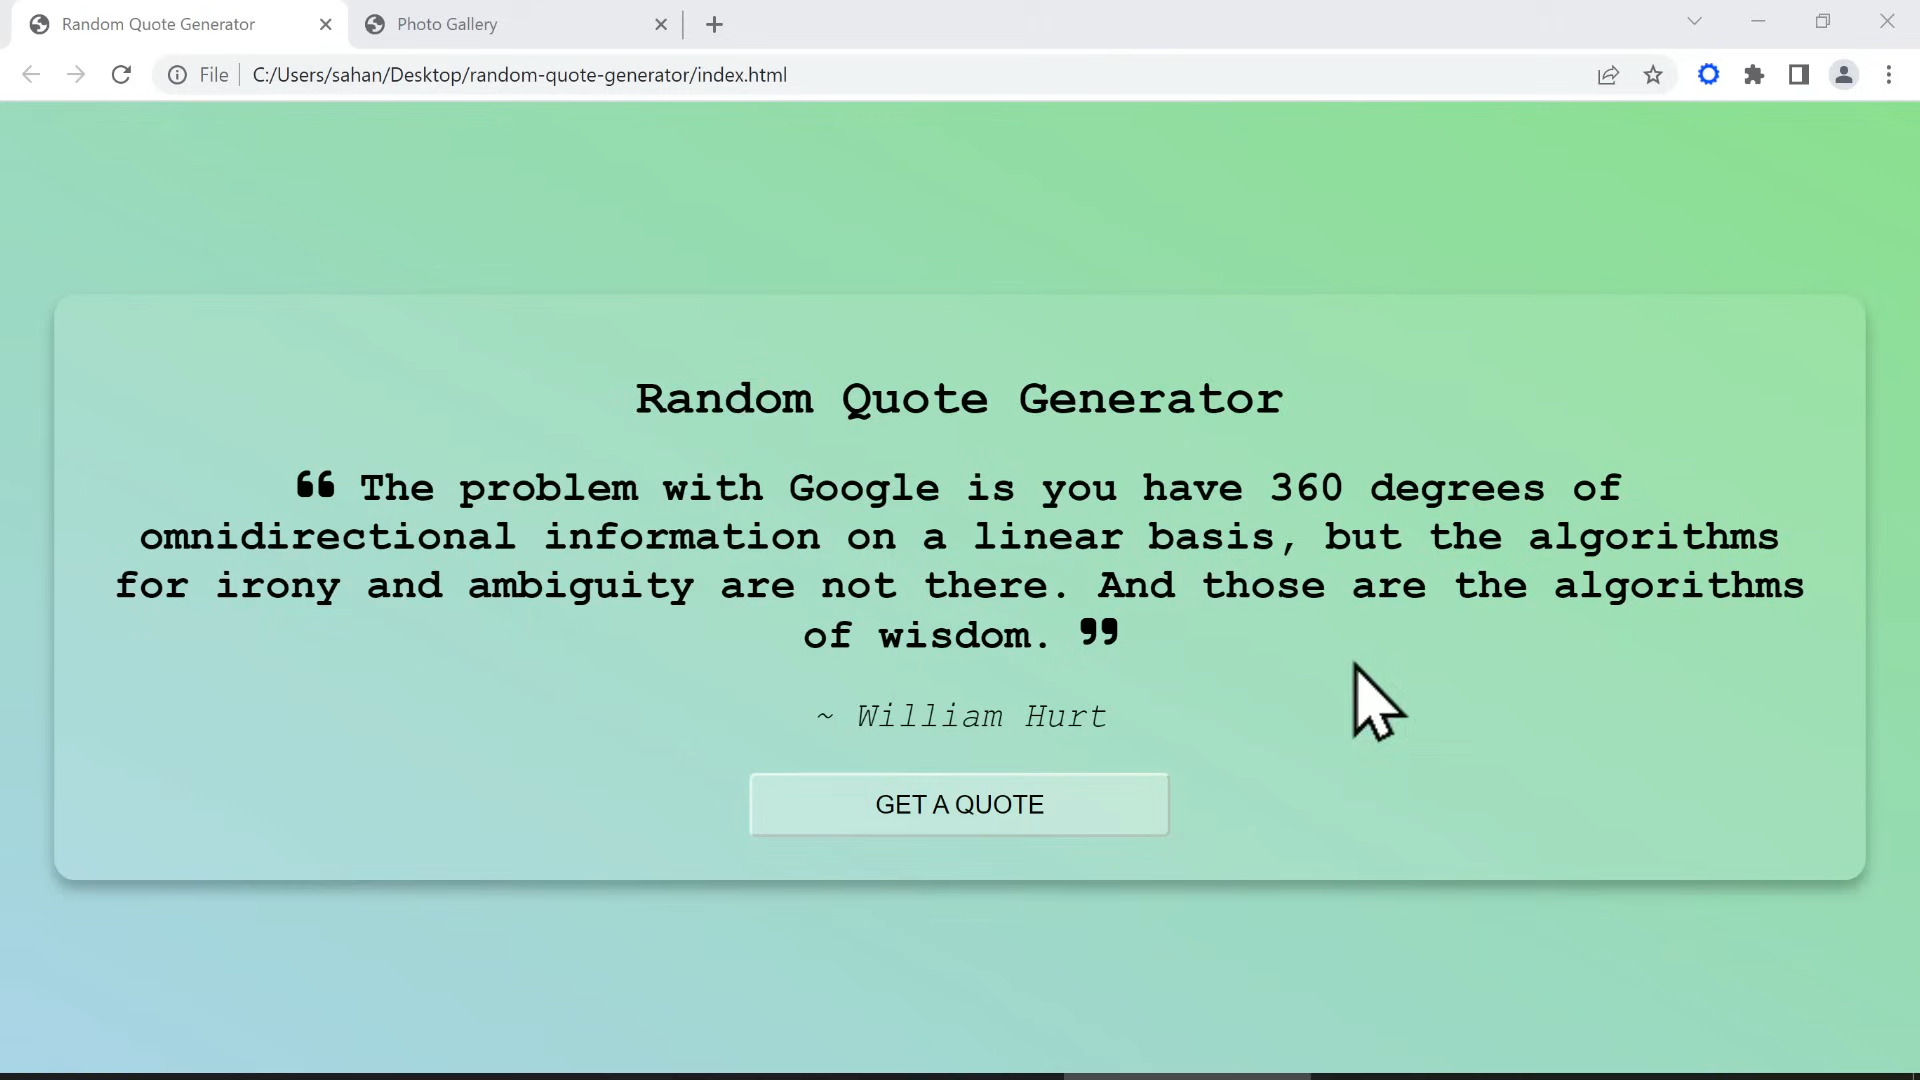 Random Quote Generator
Photo Gallery
File
C:/Users/sahan/Desktop/random-quote-generator/index.html
Random Quote Generator
❝ The problem with Google is you have 360 degrees of
omnidirectional information on a linear basis, but the algorithms
for irony and ambiguity are not there. And those are the algorithms
of wisdom. ❞
~ William Hurt
GET A QUOTE